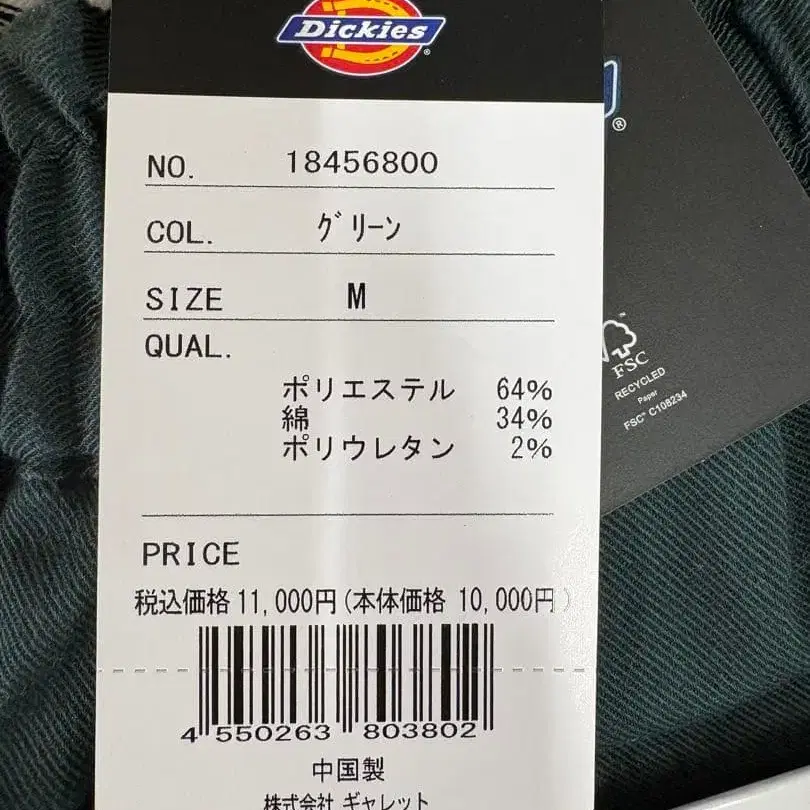 Dickies®
NO. 18456800
COL. グリーン
SIZE M
QUAL.
ポリエステル 64%
綿 34%
ポリウレタン 2%
PRICE
税込価格 11,000円(本体価格 10,000円)
4 550263 803802
中国製
株式会社 ギャレット
®
FSC
RECYCLED
Paper
FSC® C108234